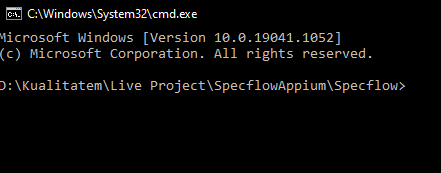 C:\Windows\System32\cmd.exe
Microsoft Windows [Version 10.0.19041.1052]
(c) Microsoft Corporation. All rights reserved.
D:\Kualitatem\Live Project\SpecflowAppium\Specflow>